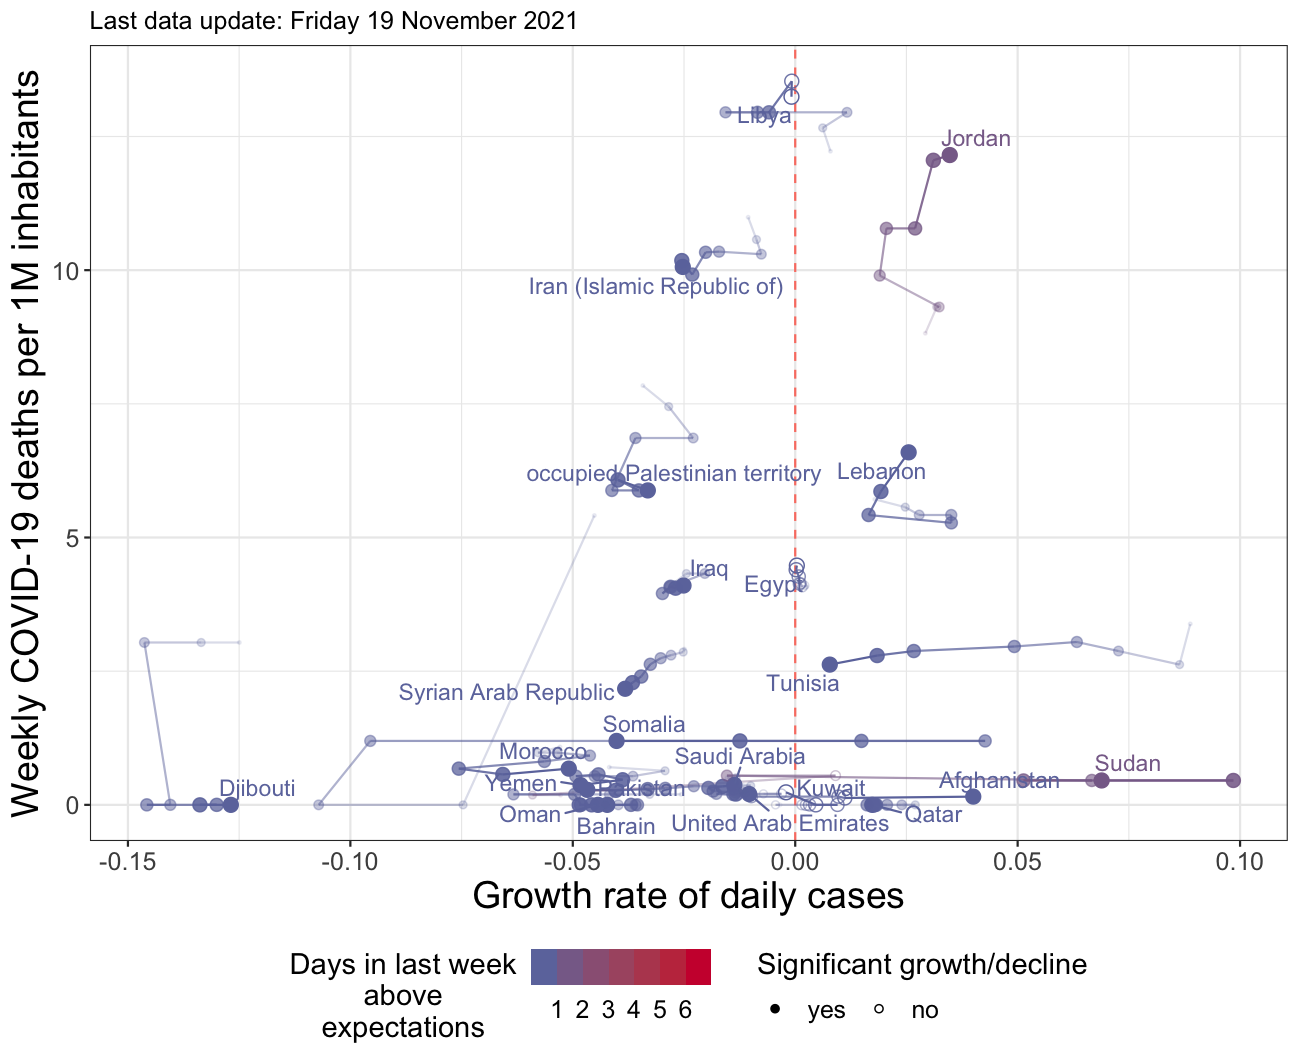 Last data update: Friday 19 November 2021
Weekly COVID-19 deaths per 1M inhabitants
10
5
0
Libya
Jordan
Iran (Islamic Republic of)
occupied Palestinian territory
Lebanon
Iraq
Egypt
Syrian Arab Republic
Tunisia
Somalia
Morocco
Saudi Arabia
Sudan
Djibouti
Yemen
Kuwait
Afghanistan
Oman
Bahrain
United Arab Emirates
Qatar
-0.15
-0.10
-0.05
0.00
0.05
0.10
Growth rate of daily cases
Days in last week
above
expectations
1 2 3 4 5 6
Significant growth/decline
yes
no